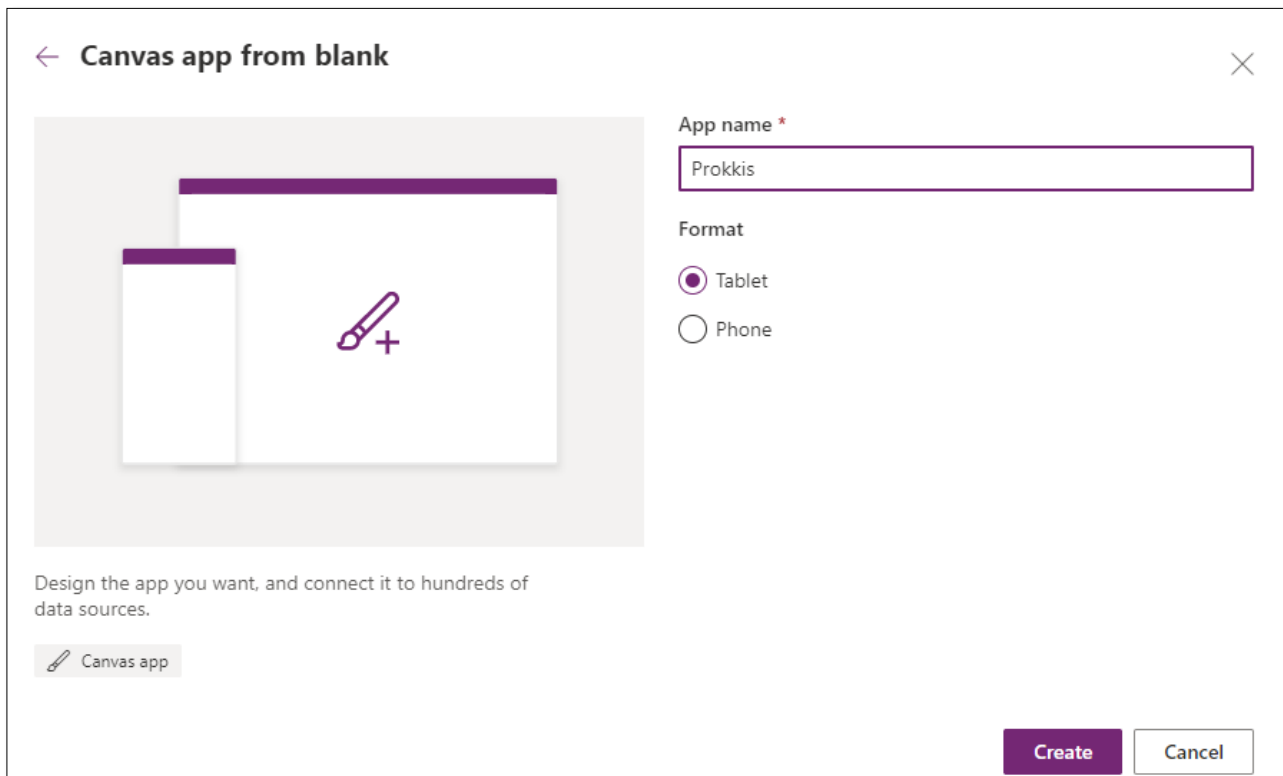 Canvas app from blank
App name *
Prokkis
Format
Tablet
Phone
Design the app you want, and connect it to hundreds of
data sources.
Canvas app
Create
Cancel